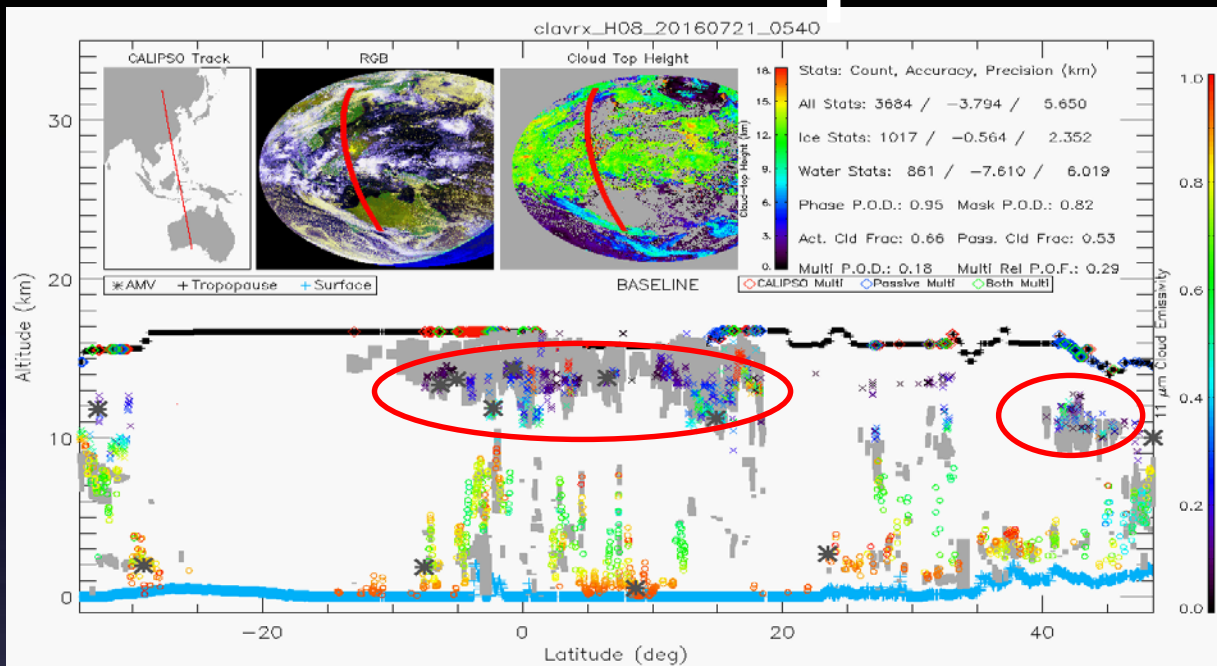 clavrx_H08_20160721_0540
CALIPSO Track
RGB
Cloud Top Height
18.
15.
12.
9.
6.
3.
0.
Cloud-top Height (km)
Stats: Count, Accuracy, Precision (km)
All Stats: 3684 / -3.794 / 5.650
Ice Stats: 1017 / -0.564 / 2.352
Water Stats: 861 / -7.610 / 6.019
Phase P.O.D.: 0.95 Mask P.O.D.: 0.82
Act. Cld Frac: 0.66 Pass. Cld Frac: 0.53
Multi P.O.D.: 0.18 Multi Rel P.O.F.: 0.29
AMV + Tropopause + Surface
BASELINE
CALIPSO Multi Passive Multi Both Multi
30
20
10
0
Altitude (km)
-20
0
20
40
Latitude (deg)
1.0
0.8
0.6
0.4
0.2
0.0
11 μm Cloud Emissivity